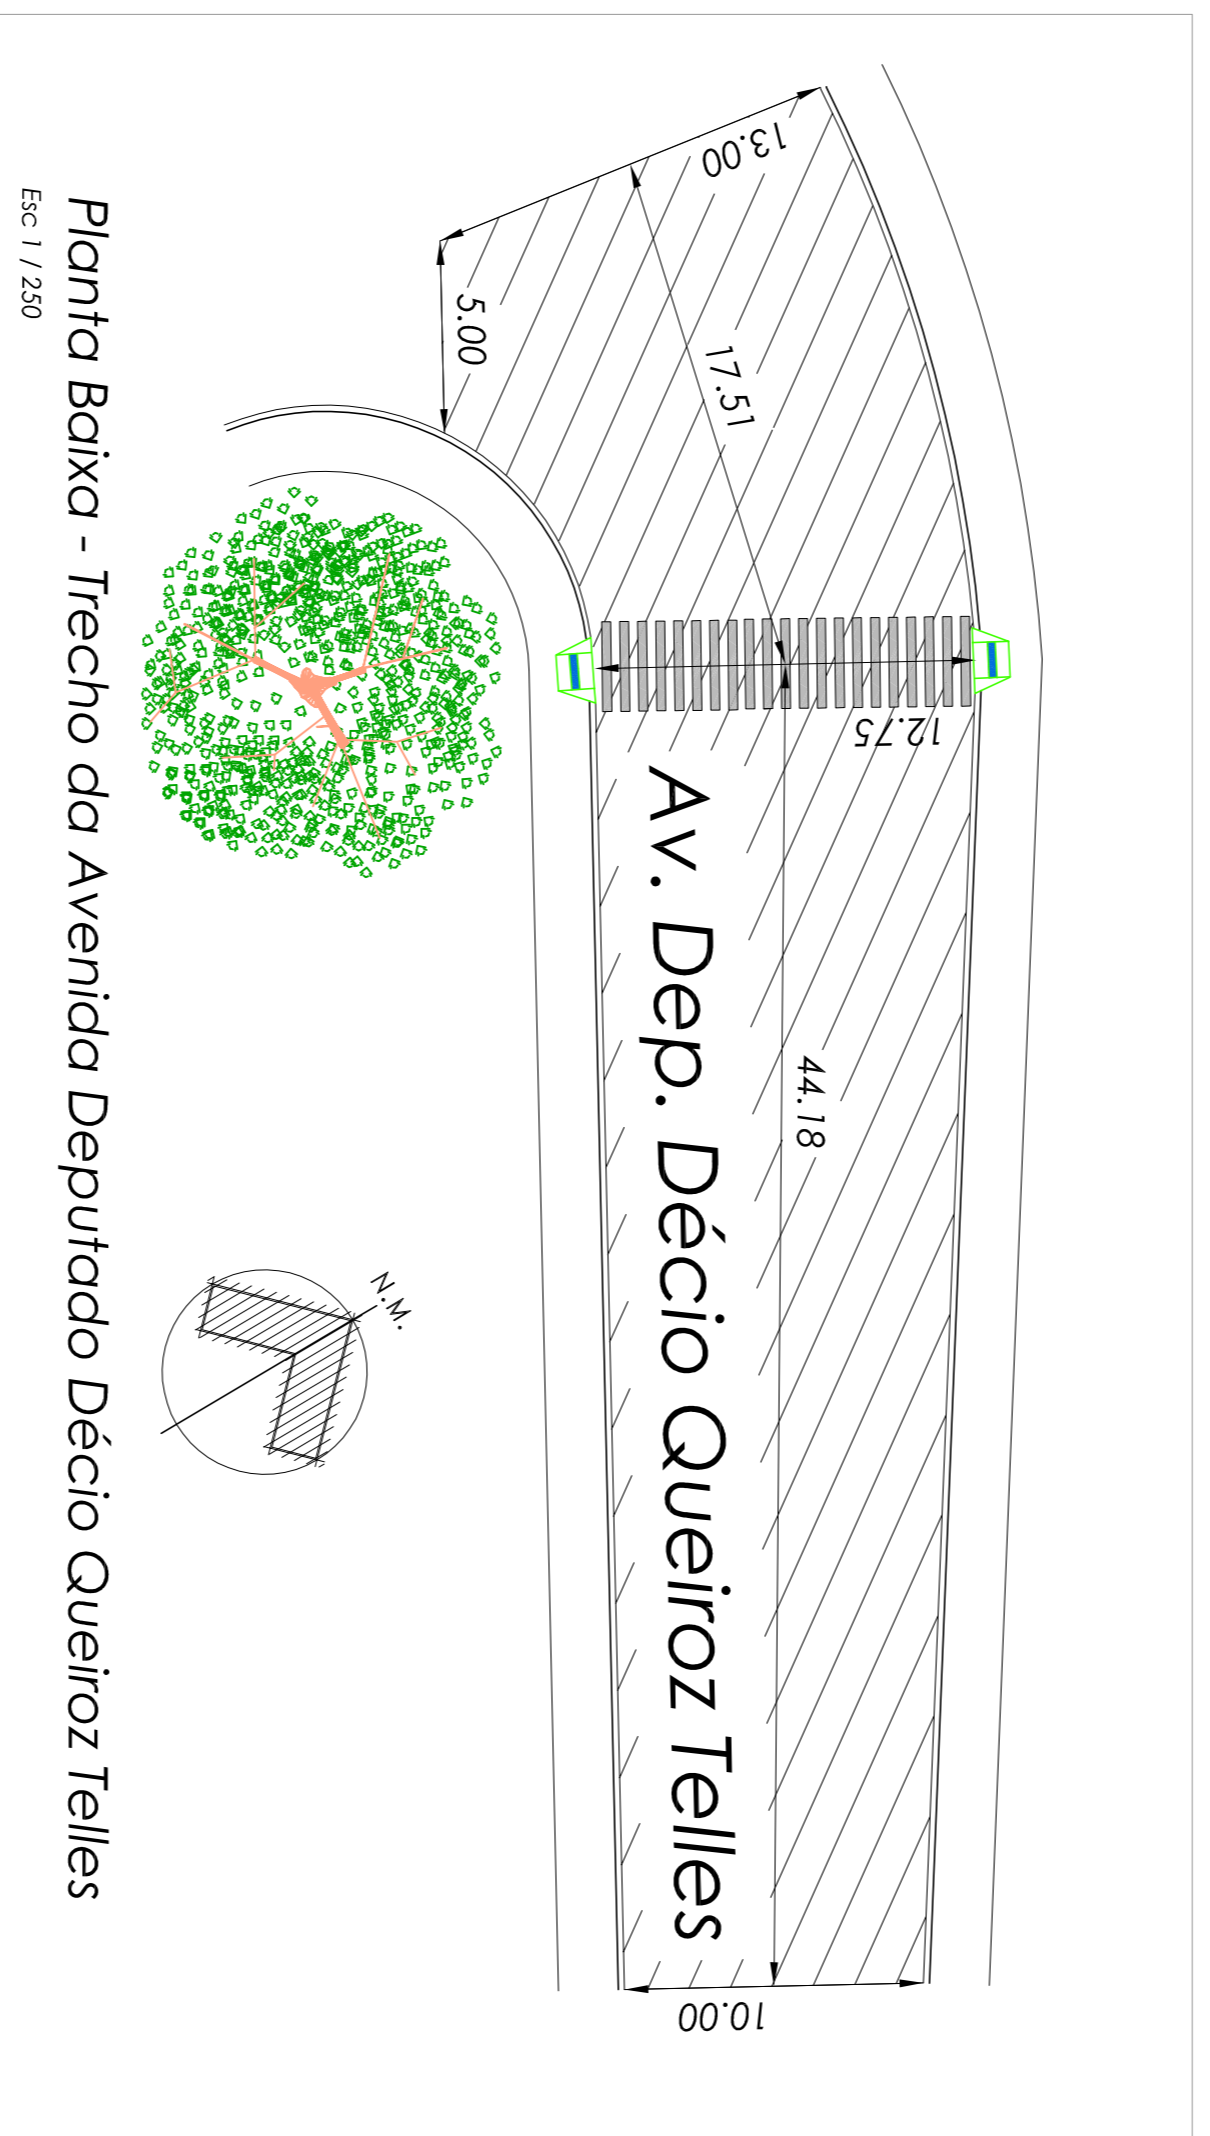 13.00
5.00
17.51
12.75
Av. Dep. Décio Queiroz Telles
44.18
10.00
N.M.
Planta Baixa - Trecho da Avenida Deputado Décio Queiroz Telles
Esc 1 / 250